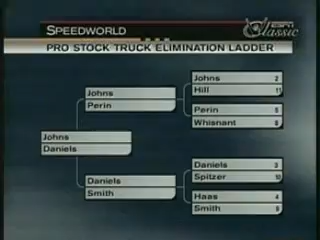 SPEEDWORLD
ESPN Classic
PRO STOCK TRUCK ELIMINATION LADDER
Johns 2
Hill 11
Johns
Perin
Perin 5
Whisnant 8
Johns
Daniels
Daniels 3
Spitzer 10
Daniels
Smith
Haas 4
Smith